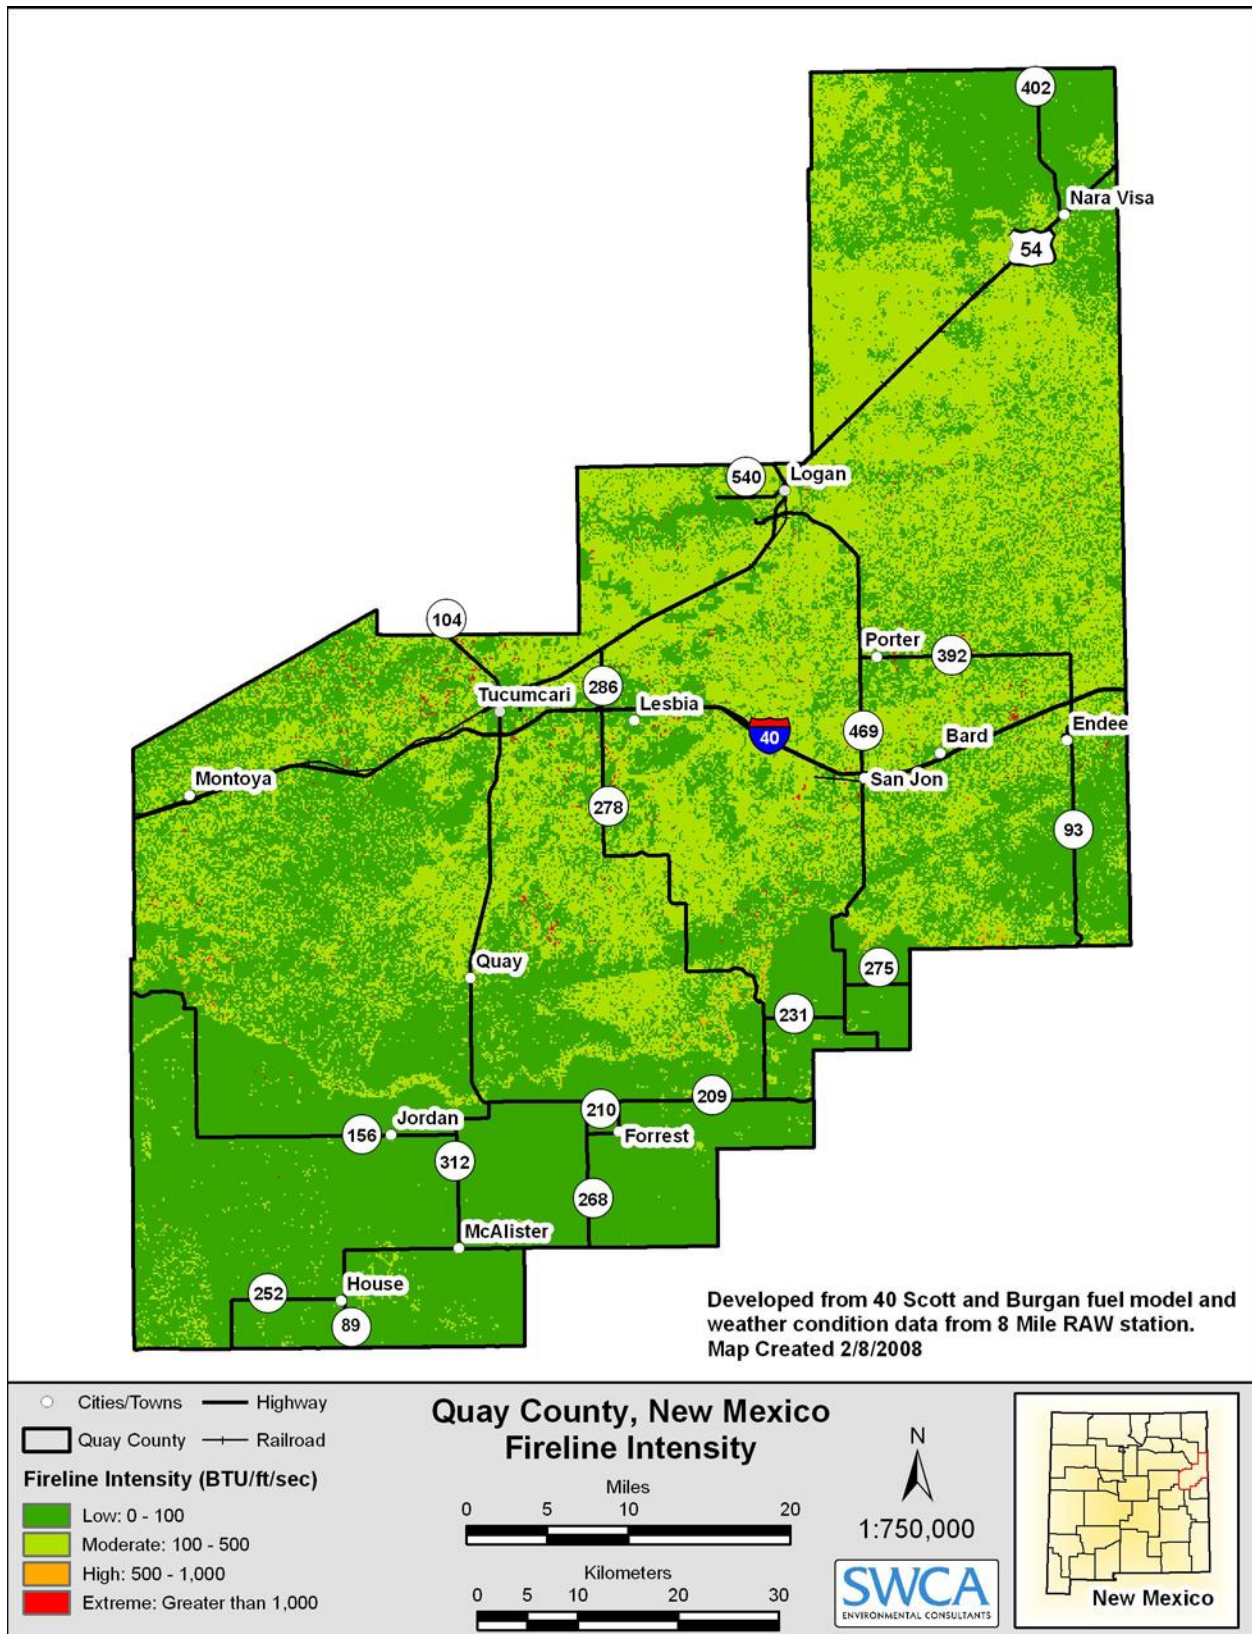 402
Nara Visa
54
540
Logan
104
Porter
392
286
Tucumcari
Lesbia
469
40
Bard
Endee
Montoya
San Jon
278
93
Quay
275
231
209
210
Jordan
156
Forrest
312
268
McAlister
252
House
89
Developed from 40 Scott and Burgan fuel model and
weather condition data from 8 Mile RAW station.
Map Created 2/8/2008
Cities/Towns
Highway
Quay County
Railroad
Fireline Intensity (BTU/ft/sec)
Low: 0 - 100
Moderate: 100 - 500
High: 500 - 1,000
Extreme: Greater than 1,000
Quay County, New Mexico
Fireline Intensity
Miles
0 5 10 20
Kilometers
0 5 10 20 30
N
1:750,000
SWCA
ENVIRONMENTAL CONSULTANTS
New Mexico